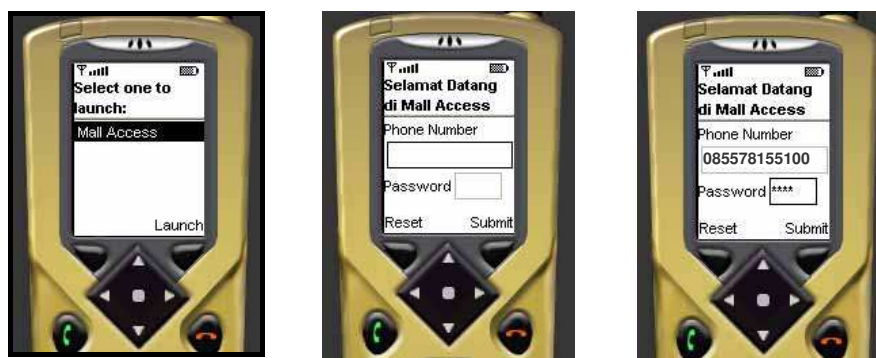 Select one to
launch:
Mall Access
Launch
Selamat Datang
di Mall Access
Phone Number
Password
Reset Submit
Selamat Datang
di Mall Access
Phone Number
085578155100
Password ****
Reset Submit